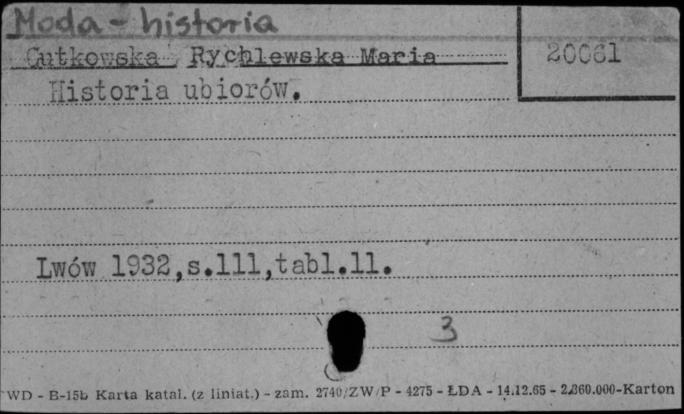 Moda - historia
Gutkowska Rychlewska Maria 20061
Historia ubiorów.
Lwów 1932,s.111,tabl.11.
3
WD - B-15b Karta katal. (z liniat.) - zam. 2740/ZW/P - 4275 - ŁDA - 14.12.65 - 2.360.000-Karton